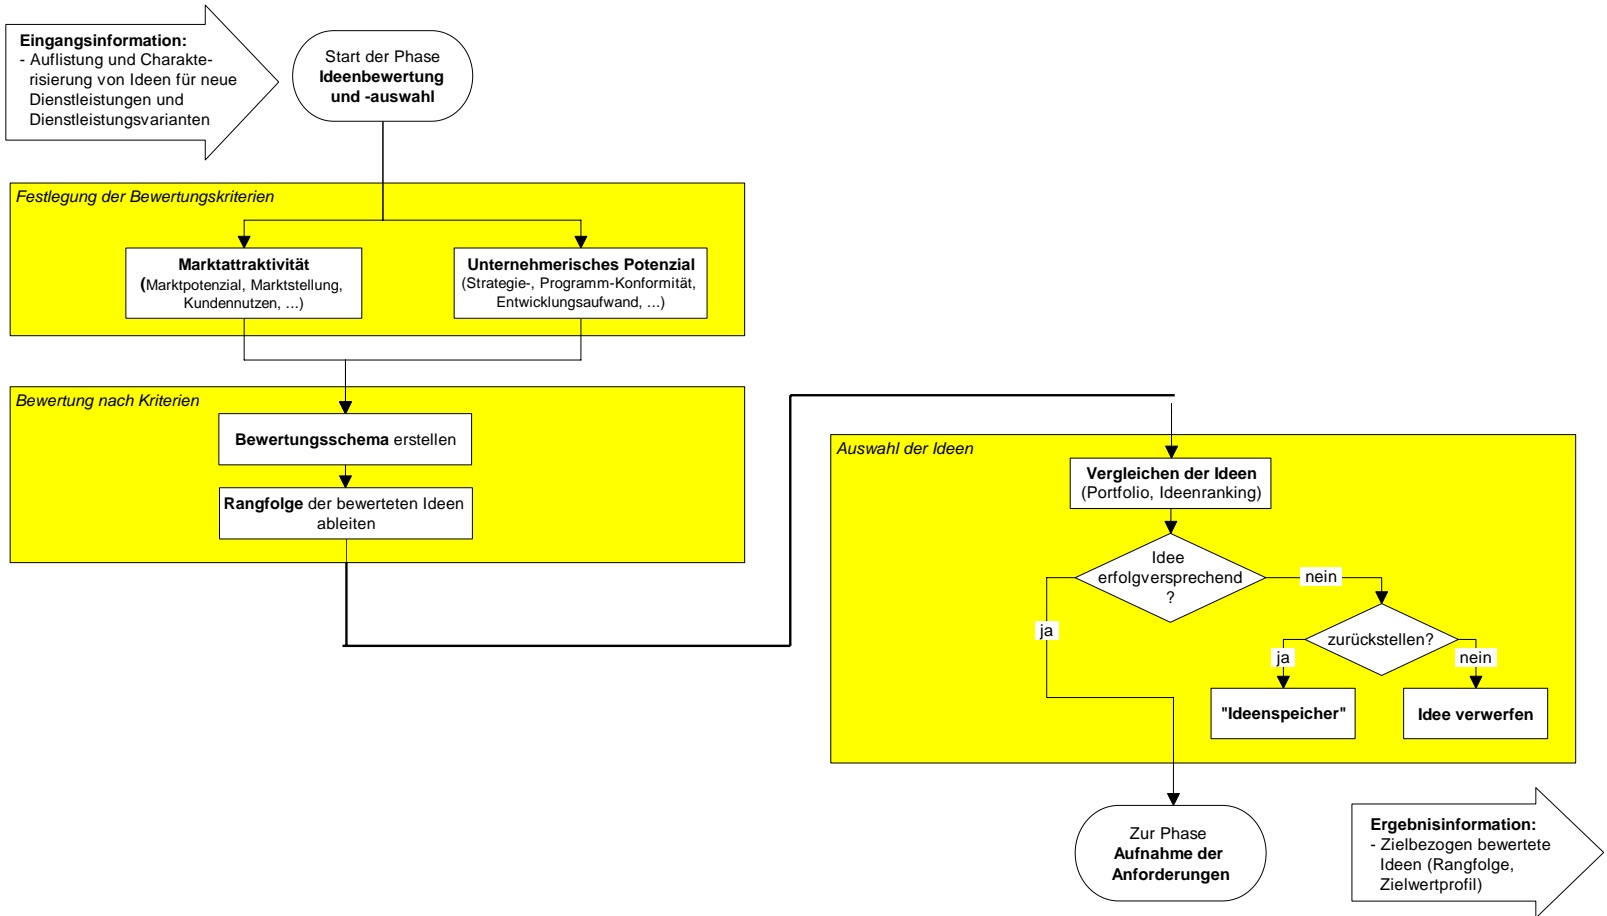 Eingangsinformation:
- Auflistung und Charakte-
risierung von Ideen für neue
Dienstleistungen und
Dienstleistungsvarianten
Start der Phase
Ideenbewertung
und -auswahl
Festlegung der Bewertungskriterien
Marktattraktivität
(Marktpotenzial, Marktstellung,
Kundennutzen, ...)
Unternehmerisches Potenzial
(Strategie-, Programm-Konformität,
Entwicklungsaufwand, ...)
Bewertung nach Kriterien
Bewertungsschema erstellen
Rangfolge der bewerteten Ideen
ableiten
Auswahl der Ideen
Vergleichen der Ideen
(Portfolio, Ideenranking)
Idee
erfolgversprechend
?
nein
ja
zurückstellen?
ja
nein
"Ideenspeicher"
Idee verwerfen
Zur Phase
Aufnahme der
Anforderungen
Ergebnisinformation:
- Zielbezogen bewertete
Ideen (Rangfolge,
Zielwertprofil)